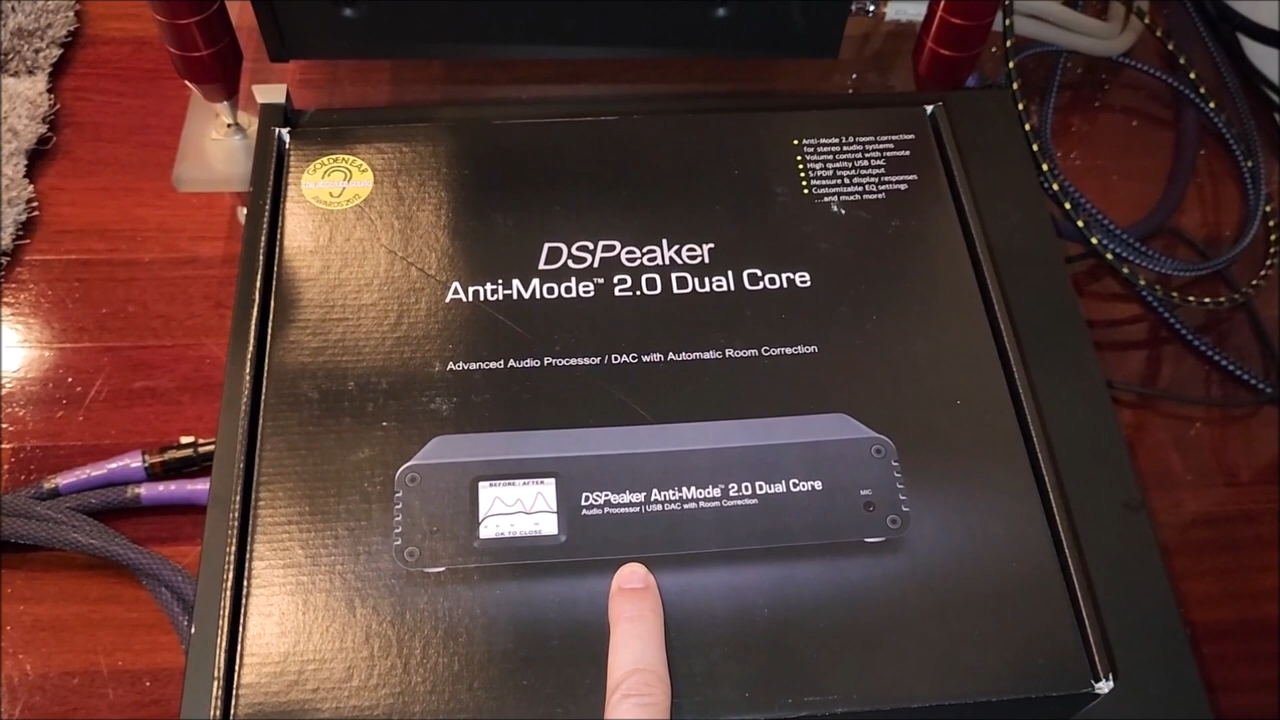 GOLDEN EAR
the absolute sound
AWARDS 2012
Anti-Mode 2.0 room correction
for stereo audio systems
Volume control with remote
High quality USB DAC
S/PDIF input/output
Measure & display responses
Customizable EQ settings
...and much more!
DSPeaker
Anti-Mode™ 2.0 Dual Core
Advanced Audio Processor / DAC with Automatic Room Correction
BEFORE / AFTER
OK TO CLOSE
DSPeaker Anti-Mode™ 2.0 Dual Core
Audio Processor | USB DAC with Room Correction
MIC